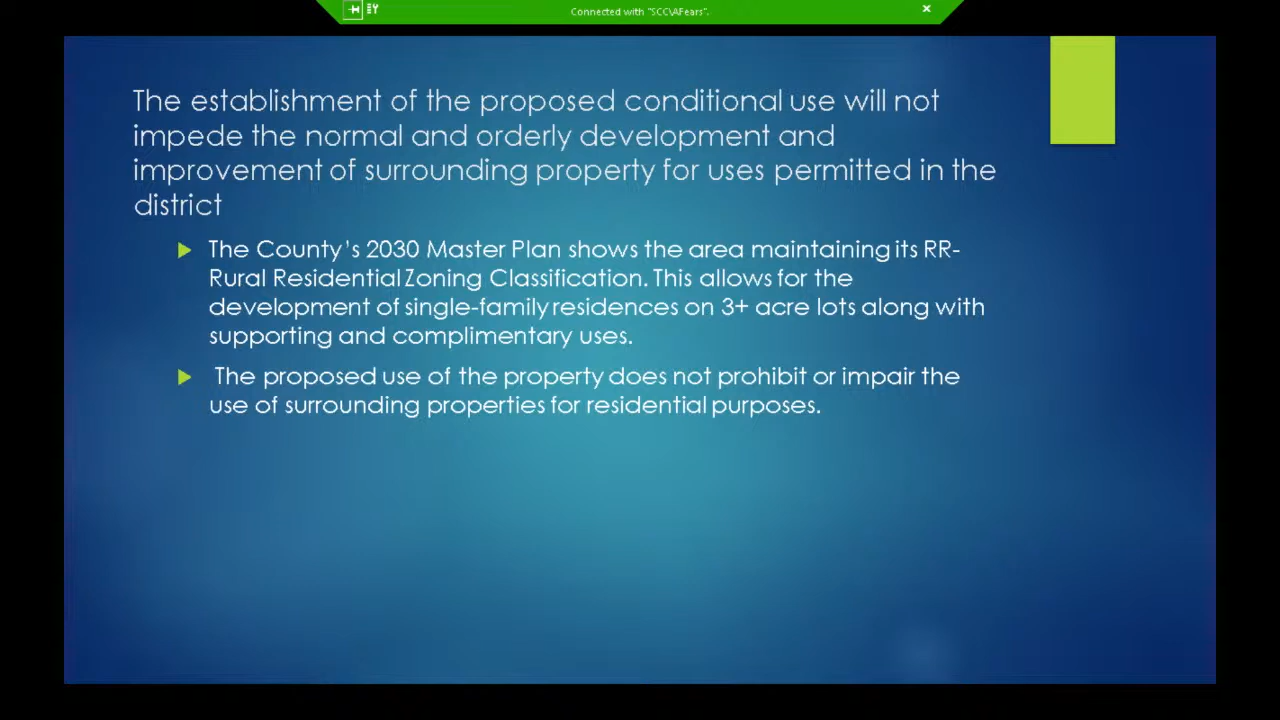 Connected with "SCC\AFears".
The establishment of the proposed conditional use will not
impede the normal and orderly development and
improvement of surrounding property for uses permitted in the
district
The County's 2030 Master Plan shows the area maintaining its RR-
Rural Residential Zoning Classification. This allows for the
development of single-family residences on 3+ acre lots along with
supporting and complimentary uses.
The proposed use of the property does not prohibit or impair the
use of surrounding properties for residential purposes.